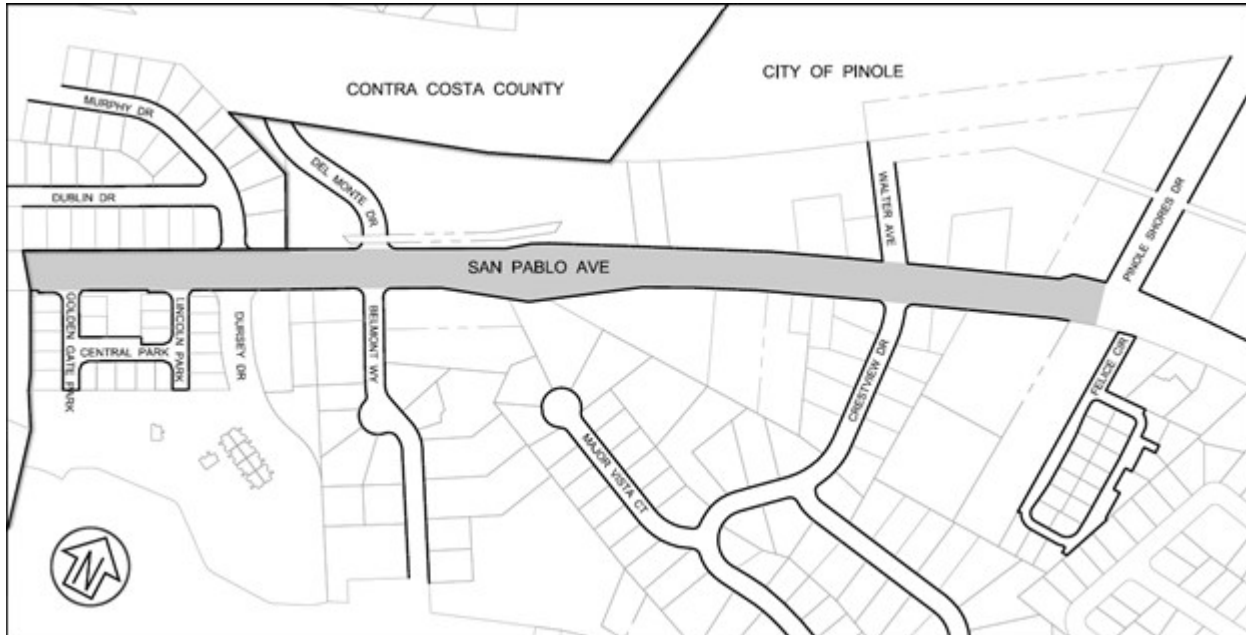 CONTRA COSTA COUNTY
CITY OF PINOLE
MURPHY DR
DEL MONTE DR
DUBLIN DR
WALTER AVE
PINOLE SHORES DR
SAN PABLO AVE
GOLDEN GATE PARK
LINCOLN PARK
CENTRAL PARK
DURSEY DR
BELMONT WY
CRESTVIEW DR
FELICE CIR
MAJOR VISTA CT
N